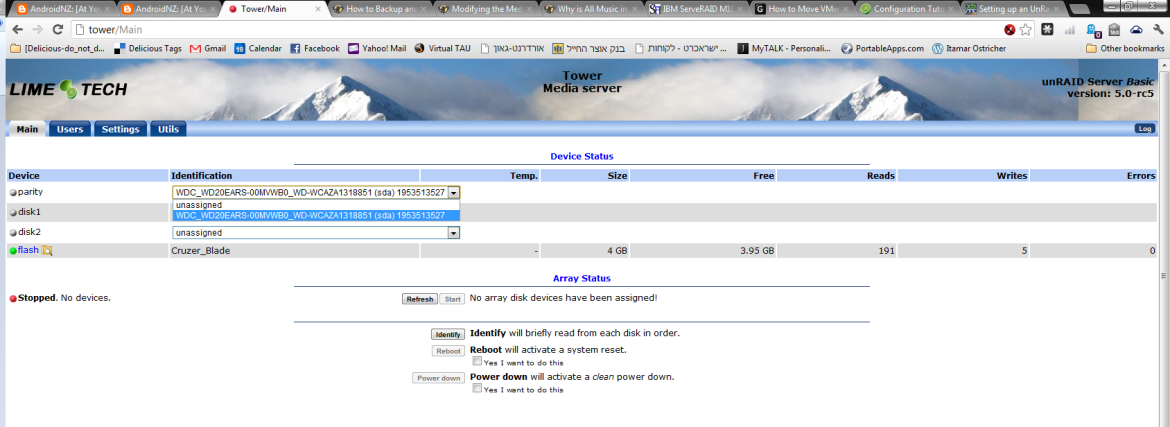 AndroidNZ: [At You
AndroidNZ: [At You
Tower/Main
How to Backup and
Modifying the Med
Why is All Music in
IBM ServeRAID M10
How to Move VMw
Configuration Tuto
Setting up an UnRa
tower/Main
[Delicious-do_not_d...
Delicious Tags
Gmail
Calendar
Facebook
Yahoo! Mail
Virtual TAU
אורדרנט-גאון
בנק אוצר החייל
ישראכרט - לקוחות ...
MyTALK - Personali...
PortableApps.com
Itamar Ostricher
Other bookmarks
LIME TECH
Tower
Media server
unRAID Server Basic
version: 5.0-rc5
Main Users Settings Utils Log
Device Status
Device Identification Temp. Size Free Reads Writes Errors
parity WDC_WD20EARS-00MVWB0_WD-WCAZA1318851 (sda) 1953513527
unassigned
disk1 WDC_WD20EARS-00MVWB0_WD-WCAZA1318851 (sda) 1953513527
disk2 unassigned
flash Cruzer_Blade - 4 GB 3.95 GB 191 5 0
Array Status
Stopped. No devices. Refresh Start No array disk devices have been assigned!
Identify Identify will briefly read from each disk in order.
Reboot Reboot will activate a system reset.
Yes I want to do this
Power down Power down will activate a clean power down.
Yes I want to do this